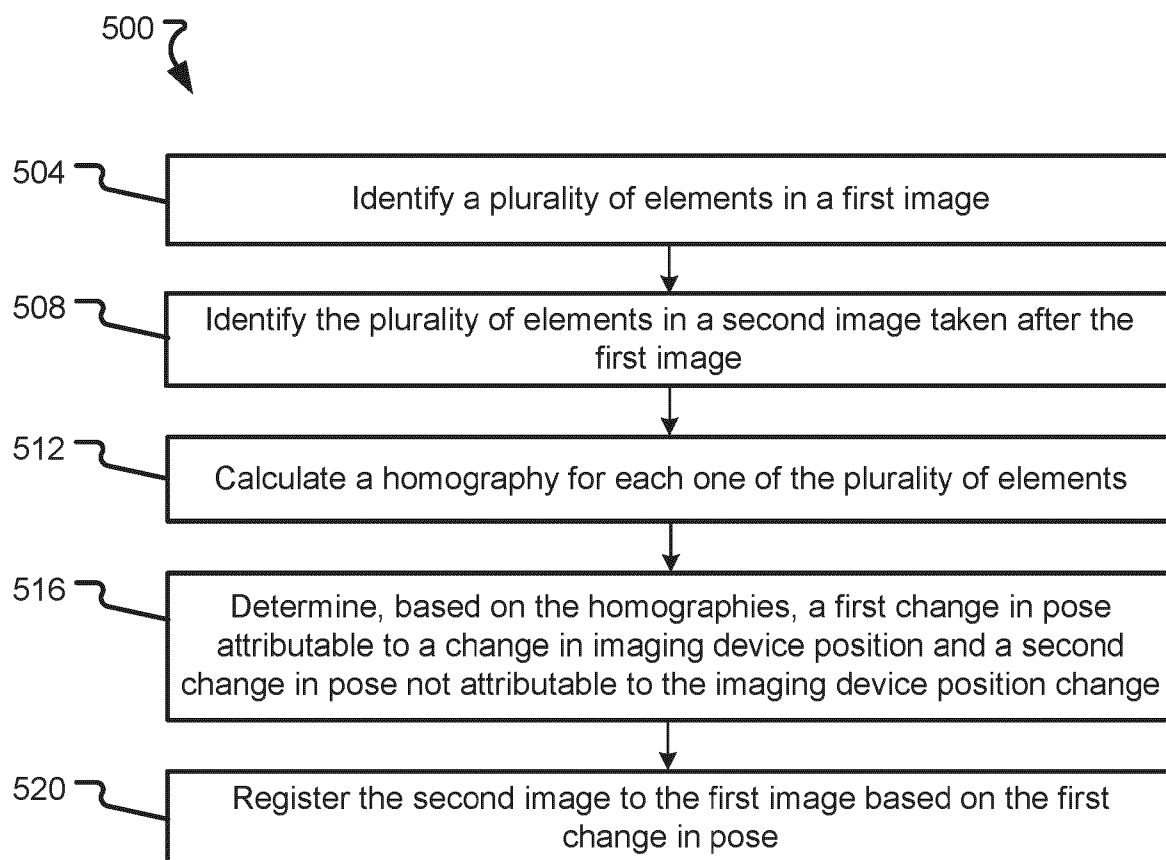 500
504
Identify a plurality of elements in a first image
508
Identify the plurality of elements in a second image taken after the
first image
512
Calculate a homography for each one of the plurality of elements
516
Determine, based on the homographies, a first change in pose
attributable to a change in imaging device position and a second
change in pose not attributable to the imaging device position change
520
Register the second image to the first image based on the first
change in pose